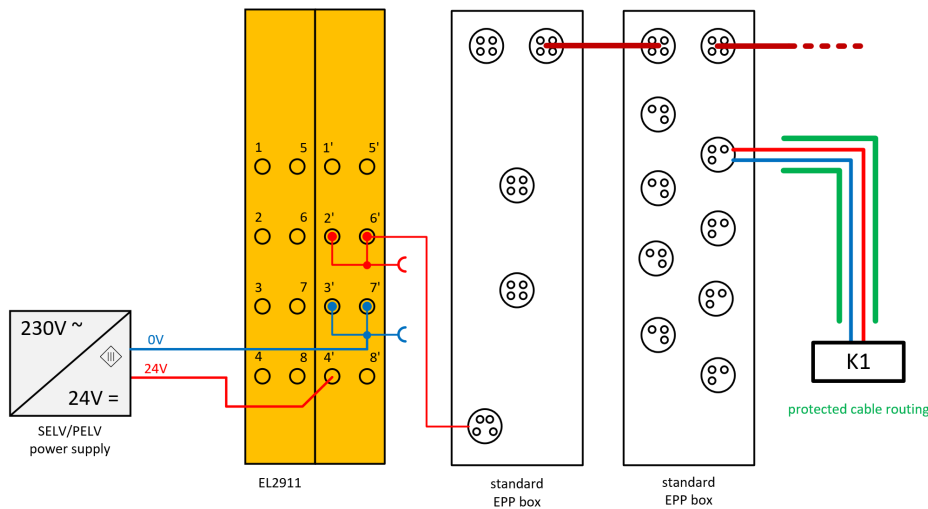 1 5 1' 5'
2 6 2' 6'
3 7 3' 7'
230V ~
0V
24V
4 8 4' 8'
24V =
K1
protected cable routing
SELV/PELV
power supply
EL2911
standard
EPP box
standard
EPP box